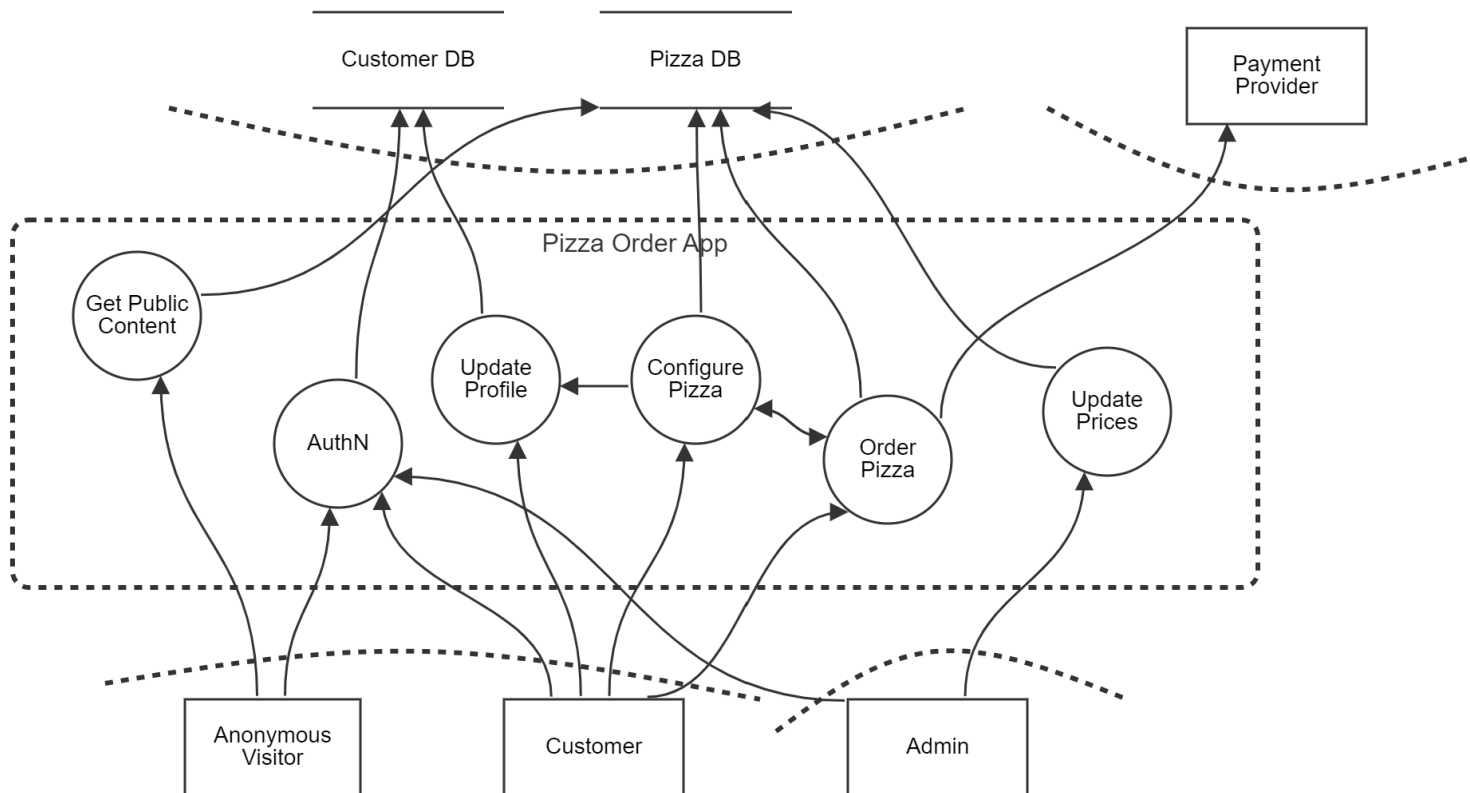 Customer DB
Pizza DB
Payment
Provider
Pizza Order App
Get Public
Content
AuthN
Update
Profile
Configure
Pizza
Order
Pizza
Update
Prices
Anonymous
Visitor
Customer
Admin